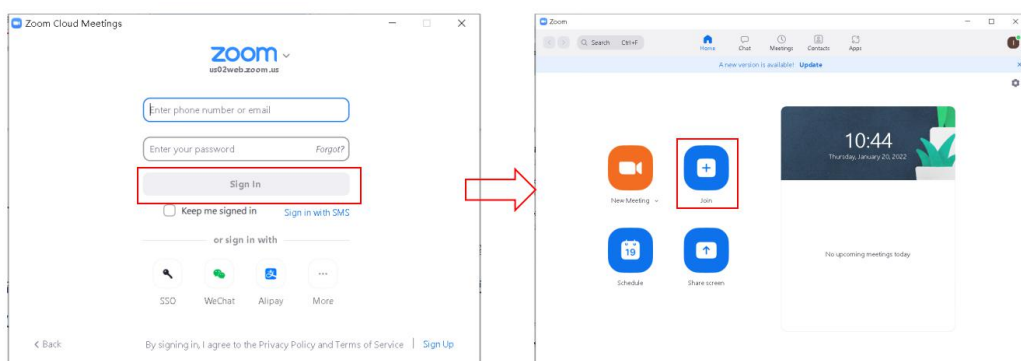 Zoom Cloud Meetings
zoom
us02web.zoom.us
Enter phone number or email
Enter your password Forgot?
Sign In
Keep me signed in Sign in with SMS
or sign in with
SSO WeChat Alipay More
< Back By signing in, I agree to the Privacy Policy and Terms of Service | Sign Up
Zoom
Search Ctrl+F
Home Chat Meetings Contacts Apps
A new version is available! Update
10:44
Thursday, January 20, 2022
New Meeting Join
19
Schedule Share screen
No upcoming meetings today